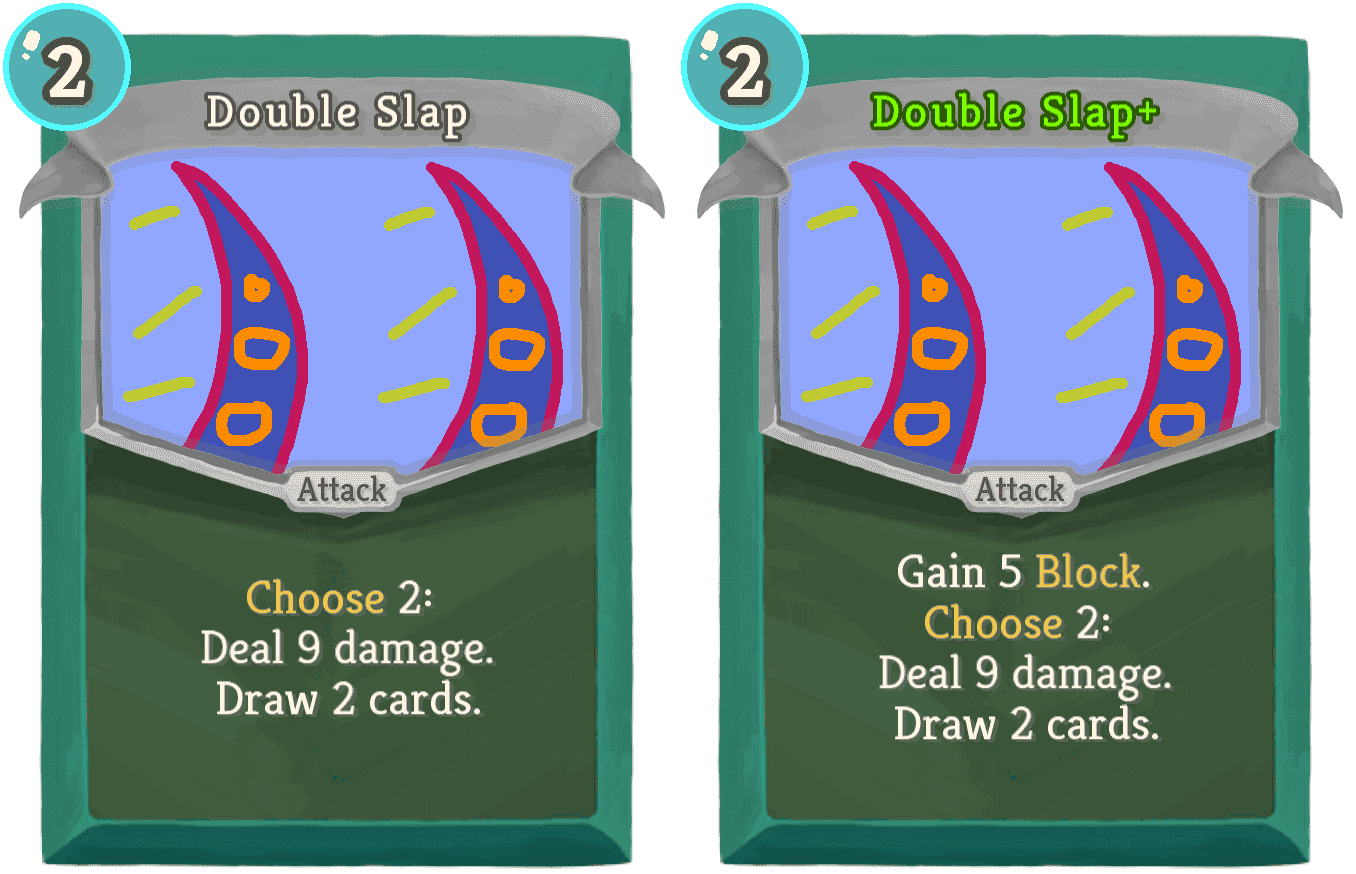 2
Double Slap
Attack
Choose 2:
Deal 9 damage.
Draw 2 cards.
2
Double Slap+
Attack
Gain 5 Block.
Choose 2:
Deal 9 damage.
Draw 2 cards.